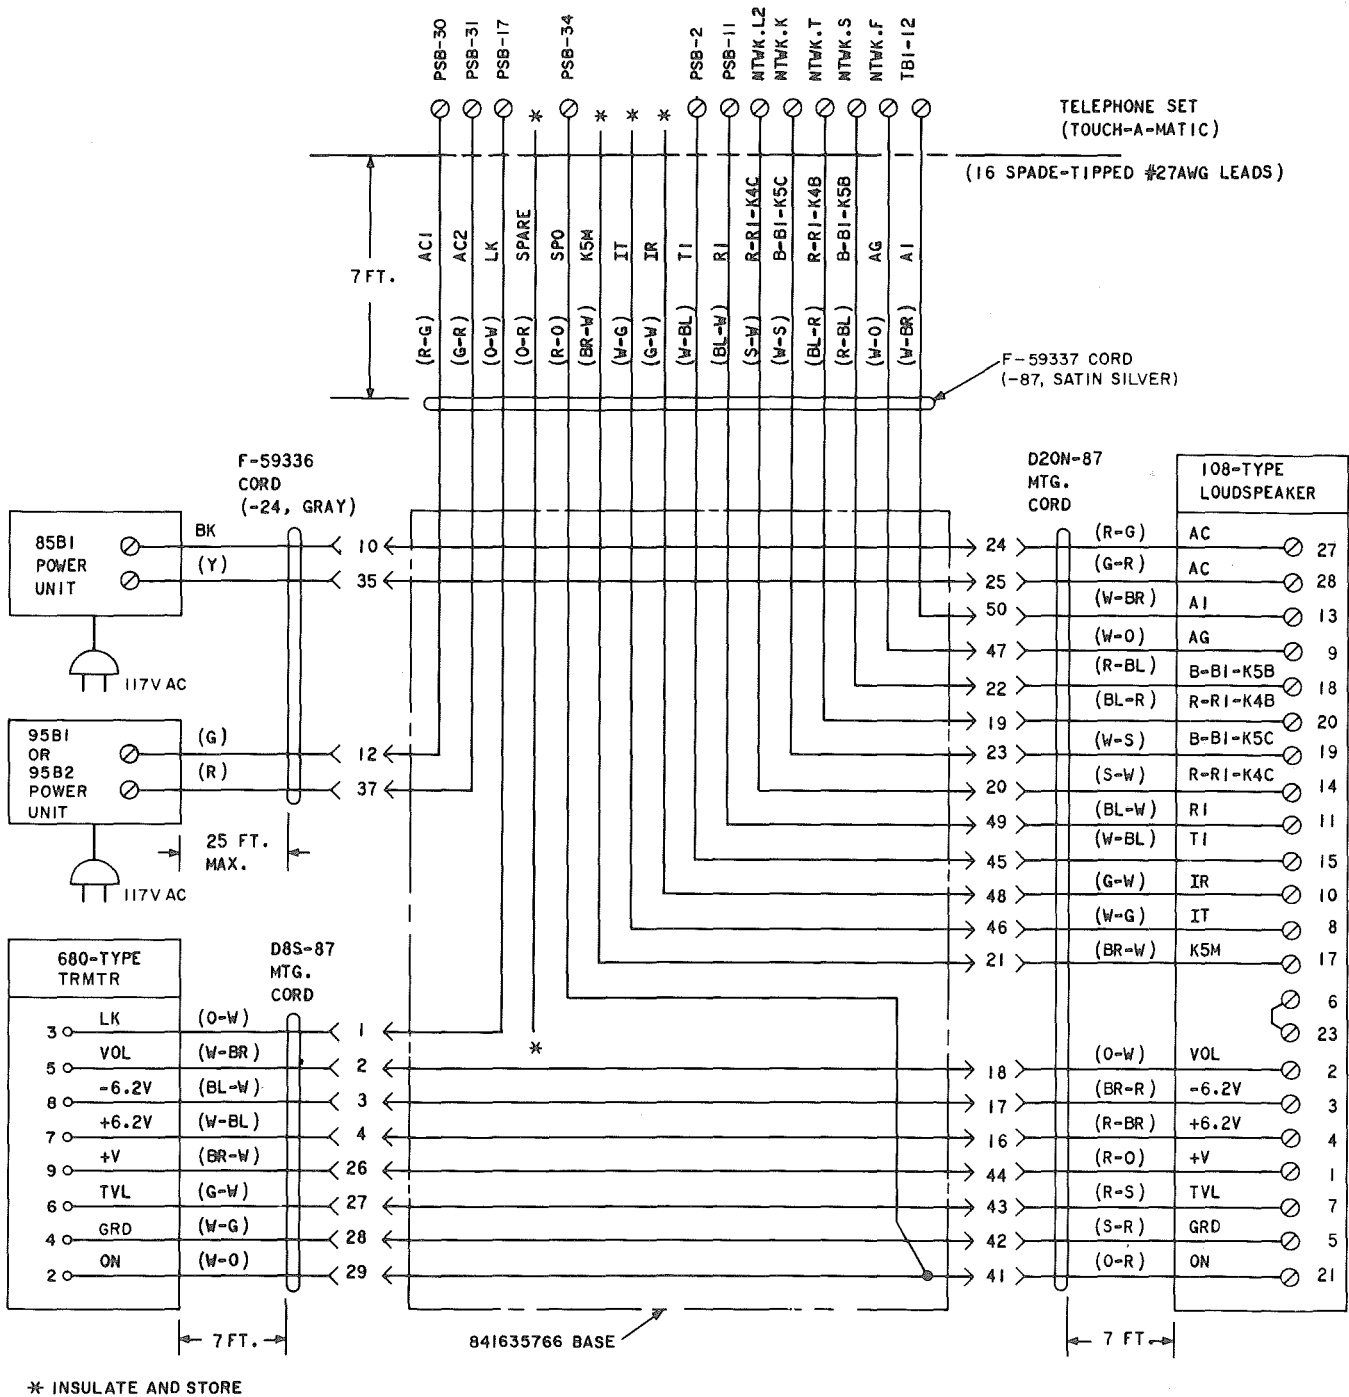 PSB-30
PSB-31
PSB-17
PSB-34
PSB-2
PSB-11
NTWK.L2
NTWK.K
NTWK.T
NTWK.S
NTWK.F
TB1-12
* * * *
TELEPHONE SET
(TOUCH-A-MATIC)
(16 SPADE-TIPPED #27AWG LEADS)
7 FT.
(R-G) AC1
(G-R) AC2
(O-W) LK
(O-R) SPARE
(R-O) SPO
(BR-W) K5M
(W-G) IT
(G-W) IR
(W-BL) T1
(BL-W) R1
(S-W) R-R1-K4C
(W-S) B-B1-K5C
(BL-R) R-R1-K4B
(R-BL) B-B1-K5B
(W-O) AG
(W-BR) A1
F-59337 CORD
(-87, SATIN SILVER)
F-59336
CORD
(-24, GRAY)
85B1
POWER
UNIT
BK
10
(Y)
35
117V AC
95B1
OR
95B2
POWER
UNIT
(G)
12
(R)
37
25 FT.
MAX.
117V AC
680-TYPE
TRMTR
D8S-87
MTG.
CORD
3 LK (O-W) 1
5 VOL (W-BR) 2
8 -6.2V (BL-W) 3
7 +6.2V (W-BL) 4
9 +V (BR-W) 26
6 TVL (G-W) 27
4 GRD (W-G) 28
2 ON (W-O) 29
*
7 FT.
841635766 BASE
D20N-87
MTG.
CORD
108-TYPE
LOUDSPEAKER
24 (R-G) AC 27
25 (G-R) AC 28
50 (W-BR) A1 13
47 (W-O) AG 9
22 (R-BL) B-B1-K5B 18
19 (BL-R) R-R1-K4B 20
23 (W-S) B-B1-K5C 19
20 (S-W) R-R1-K4C 14
49 (BL-W) R1 11
45 (W-BL) T1 15
48 (G-W) IR 10
46 (W-G) IT 8
21 (BR-W) K5M 17
6
23
18 (O-W) VOL 2
17 (BR-R) -6.2V 3
16 (R-BR) +6.2V 4
44 (R-O) +V 1
43 (R-S) TVL 7
42 (S-R) GRD 5
41 (O-R) ON 21
7 FT.
* INSULATE AND STORE